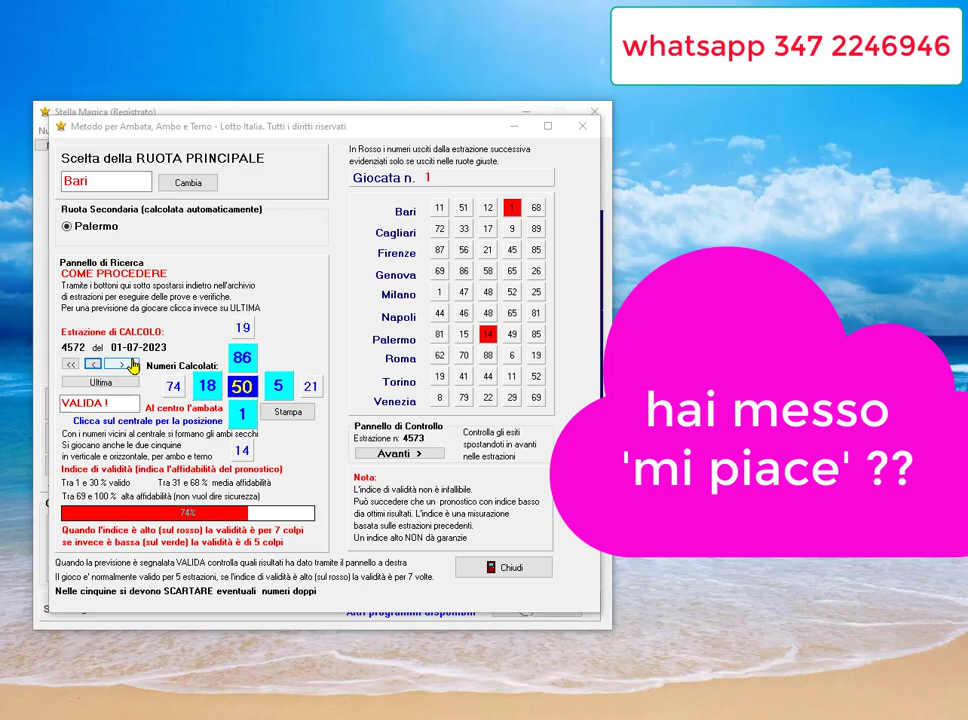 whatsapp 347 2246946
Stella Magica (Registrato)
Metodo per Ambata, Ambo e Terno - Lotto Italia. Tutti i diritti riservati
Scelta della RUOTA PRINCIPALE
Bari
Cambia
Ruota Secondaria (calcolata automaticamente)
Palermo
Pannello di Ricerca
COME PROCEDERE
Tramite i bottoni qui sotto spostarsi indietro nell'archivio
di estrazioni per eseguire delle prove e verifiche.
Per una previsione da giocare clicca invece su ULTIMA
Estrazione di CALCOLO:
19
4572 del 01-07-2023
<< < >
Numeri Calcolati:
86
Ultima
74 18 50 5 21
VALIDA !
Al centro l'ambata
Clicca sul centrale per la posizione
1
Stampa
Con i numeri vicini al centrale si formano gli ambi secchi
Si giocano anche le due cinquine
in verticale e orizzontale, per ambo e terno
14
Indice di validità (indica l'affidabilità del pronostico)
Tra 1 e 30 % valido Tra 31 e 68 % media affidabilità
Tra 69 e 100 % alta affidabilità (non vuol dire sicurezza)
74%
Quando l'indice è alto (sul rosso) la validità è per 7 colpi
se invece è bassa (sul verde) la validità è di 5 colpi
In Rosso i numeri usciti dalla estrazione successiva
evidenziati solo se usciti nelle ruote giuste.
Giocata n. 1
Bari 11 51 12 1 68
Cagliari 72 33 17 9 89
Firenze 87 56 21 45 85
Genova 69 86 58 65 26
Milano 1 47 48 52 25
Napoli 44 46 48 65 81
Palermo 81 15 14 49 85
Roma 62 70 88 6 19
Torino 19 41 44 11 52
Venezia 8 79 22 29 69
Pannello di Controllo
Estrazione n: 4573
Avanti >
Controlla gli esiti
spostandoti in avanti
nelle estrazioni
Nota:
L'indice di validità non è infallibile.
Può succedere che un pronostico con indice basso
dia ottimi risultati. L'indice è una misurazione
basata sulle estrazioni precedenti.
Un indice alto NON dà garanzie
Quando la previsione è segnalata VALIDA controlla quali risultati ha dato tramite il pannello a destra
Il gioco e' normalmente valido per 5 estrazioni, se l'indice di validità è alto (sul rosso) la validità è per 7 volte.
Nelle cinquine si devono SCARTARE eventuali numeri doppi
Chiudi
Altri programmi disponibili
hai messo
'mi piace' ??